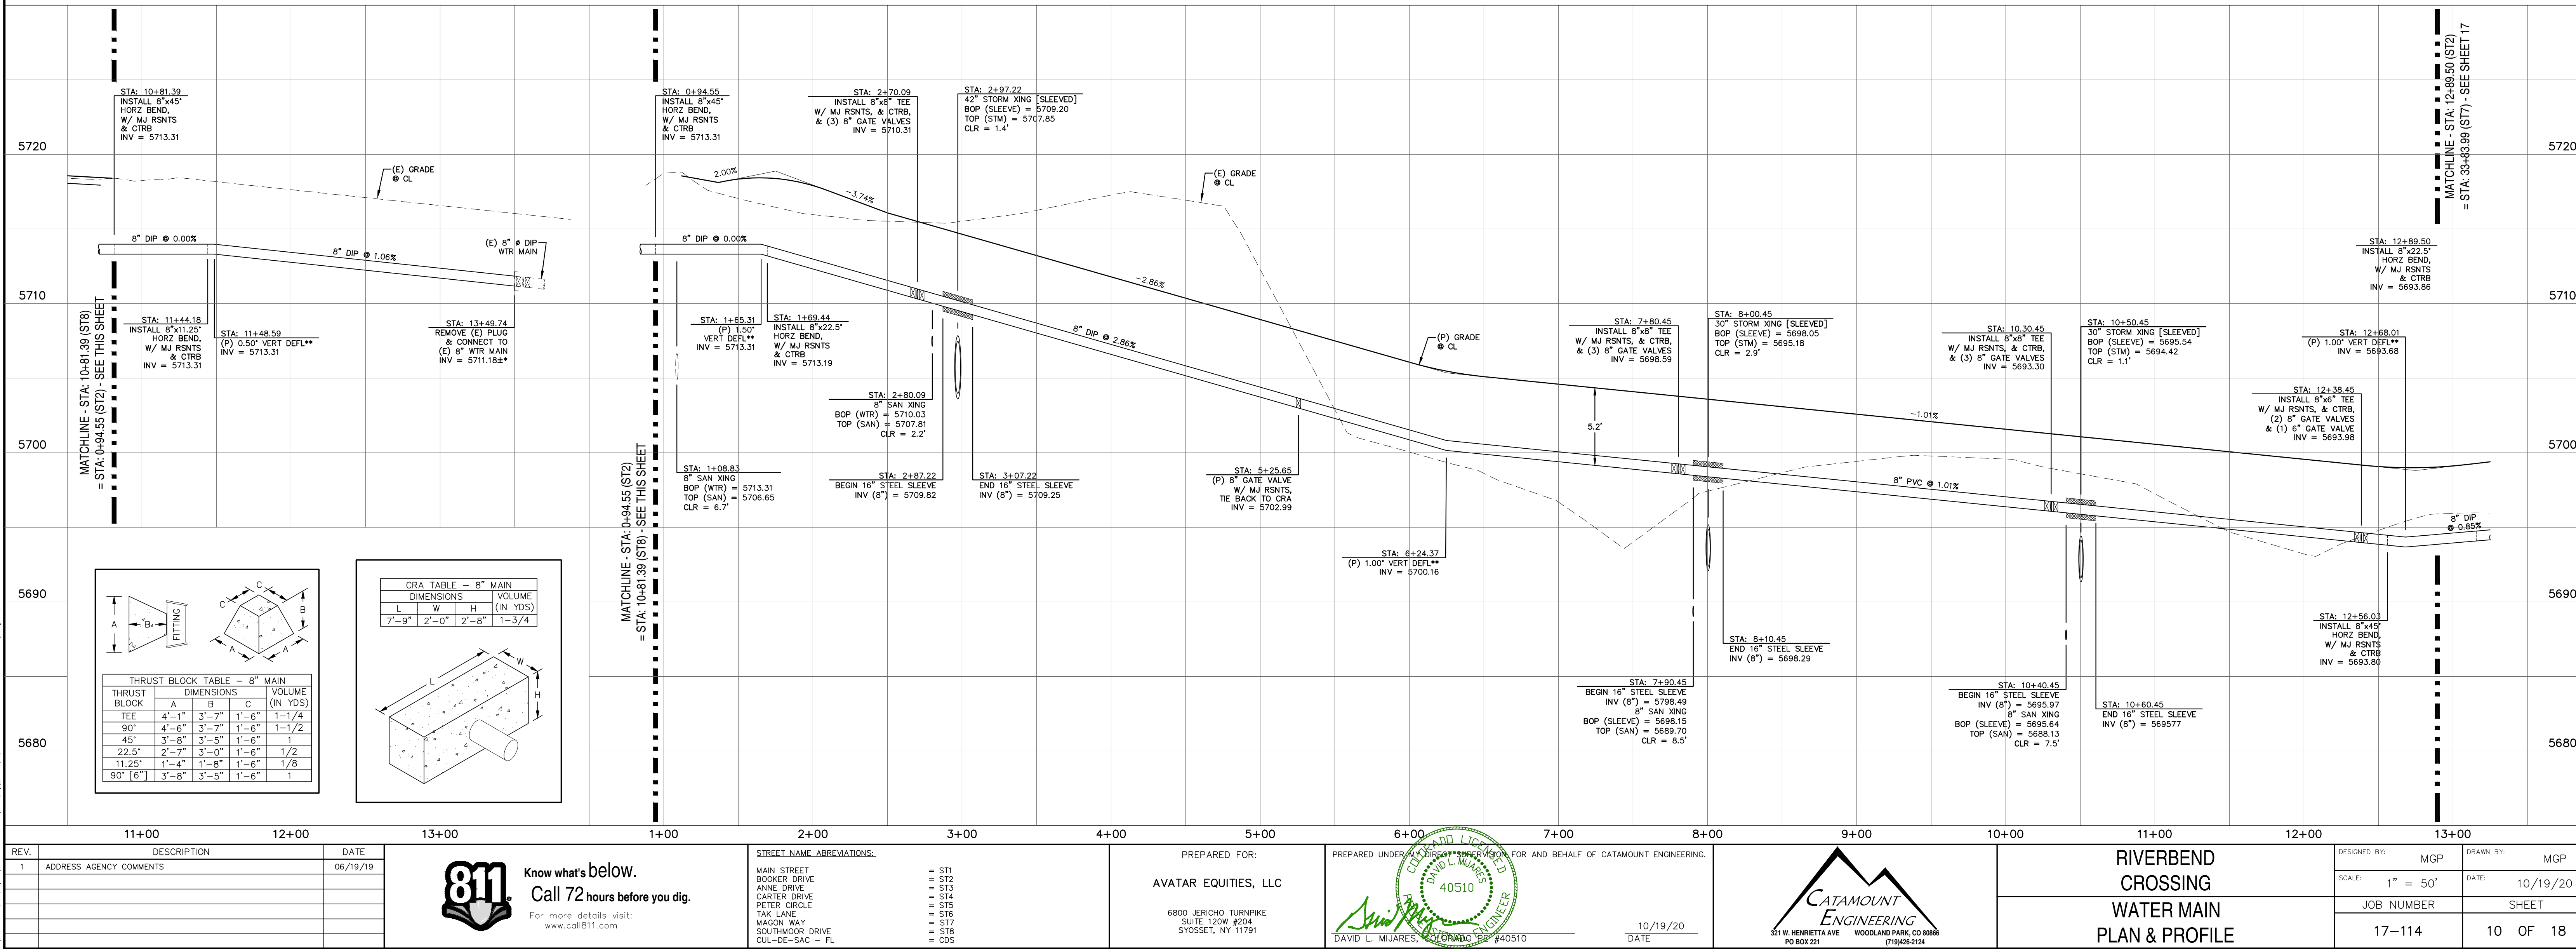 STA: 10+81.39
INSTALL 8"x45°
HORZ BEND,
W/ MJ RSNTS
& CTRB
INV = 5713.31
5720
5710
5700
5690
5680
(E) GRADE
@ CL
8" DIP @ 0.00%
8" DIP @ 1.06%
(E) 8" ø DIP
WTR MAIN
STA: 11+44.18
INSTALL 8"x11.25°
HORZ BEND,
W/ MJ RSNTS
& CTRB
INV = 5713.31
STA: 11+48.59
(P) 0.50° VERT DEFL**
INV = 5713.31
STA: 13+49.74
REMOVE (E) PLUG
& CONNECT TO
(E) 8" WTR MAIN
INV = 5711.18±*
MATCHLINE - STA: 10+81.39 (ST8)
= STA: 0+94.55 (ST2) - SEE THIS SHEET
STA: 0+94.55
INSTALL 8"x45°
HORZ BEND,
W/ MJ RSNTS
& CTRB
INV = 5713.31
2.00%
-3.74%
STA: 2+70.09
INSTALL 8"x8" TEE
W/ MJ RSNTS, & CTRB,
& (3) 8" GATE VALVES
INV = 5710.31
STA: 2+97.22
42" STORM XING [SLEEVED]
BOP (SLEEVE) = 5709.20
TOP (STM) = 5707.85
CLR = 1.4'
(E) GRADE
@ CL
8" DIP @ 0.00%
-2.86%
8" DIP @ 2.86%
STA: 1+65.31
(P) 1.50°
VERT DEFL**
INV = 5713.31
STA: 1+69.44
INSTALL 8"x22.5°
HORZ BEND,
W/ MJ RSNTS
& CTRB
INV = 5713.19
STA: 2+80.09
8" SAN XING
BOP (WTR) = 5710.03
TOP (SAN) = 5707.81
CLR = 2.2'
STA: 1+08.83
8" SAN XING
BOP (WTR) = 5713.31
TOP (SAN) = 5706.65
CLR = 6.7'
STA: 2+87.22
BEGIN 16" STEEL SLEEVE
INV (8") = 5709.82
STA: 3+07.22
END 16" STEEL SLEEVE
INV (8") = 5709.25
MATCHLINE - STA: 0+94.55 (ST2)
= STA: 10+81.39 (ST8) - SEE THIS SHEET
STA: 5+25.65
(P) 8" GATE VALVE
W/ MJ RSNTS,
TIE BACK TO CRA
INV = 5702.99
(P) GRADE
@ CL
STA: 6+24.37
(P) 1.00° VERT DEFL**
INV = 5700.16
5.2'
STA: 7+80.45
INSTALL 8"x8" TEE
W/ MJ RSNTS, & CTRB,
& (3) 8" GATE VALVES
INV = 5698.59
STA: 8+00.45
30" STORM XING [SLEEVED]
BOP (SLEEVE) = 5698.05
TOP (STM) = 5695.18
CLR = 2.9'
-1.01%
8" PVC @ 1.01%
STA: 8+10.45
END 16" STEEL SLEEVE
INV (8") = 5698.29
STA: 7+90.45
BEGIN 16" STEEL SLEEVE
INV (8") = 5798.49
8" SAN XING
BOP (SLEEVE) = 5698.15
TOP (SAN) = 5689.70
CLR = 8.5'
STA: 10.30.45
INSTALL 8"x8" TEE
W/ MJ RSNTS, & CTRB,
& (3) 8" GATE VALVES
INV = 5693.30
STA: 10+50.45
30" STORM XING [SLEEVED]
BOP (SLEEVE) = 5695.54
TOP (STM) = 5694.42
CLR = 1.1'
STA: 10+40.45
BEGIN 16" STEEL SLEEVE
INV (8") = 5695.97
8" SAN XING
BOP (SLEEVE) = 5695.64
TOP (SAN) = 5688.13
CLR = 7.5'
STA: 10+60.45
END 16" STEEL SLEEVE
INV (8") = 569577
STA: 12+89.50
INSTALL 8"x22.5°
HORZ BEND,
W/ MJ RSNTS
& CTRB
INV = 5693.86
STA: 12+68.01
(P) 1.00° VERT DEFL**
INV = 5693.68
STA: 12+38.45
INSTALL 8"x6" TEE
W/ MJ RSNTS, & CTRB,
(2) 8" GATE VALVES
& (1) 6" GATE VALVE
INV = 5693.98
8" DIP
@ 0.85%
STA: 12+56.03
INSTALL 8"x45°
HORZ BEND,
W/ MJ RSNTS
& CTRB
INV = 5693.80
MATCHLINE - STA: 12+89.50 (ST2)
= STA: 33+83.99 (ST7) - SEE SHEET 17
5720
5710
5700
5690
5680
A
B
FITTING
C
C
B
A
A
THRUST BLOCK TABLE - 8" MAIN
THRUST BLOCK DIMENSIONS VOLUME (IN YDS)
A B C
TEE 4'-1" 3'-7" 1'-6" 1-1/4
90° 4'-6" 3'-7" 1'-6" 1-1/2
45° 3'-8" 3'-5" 1'-6" 1
22.5° 2'-7" 3'-0" 1'-6" 1/2
11.25° 1'-4" 1'-8" 1'-6" 1/8
90° [6"] 3'-8" 3'-5" 1'-6" 1
CRA TABLE - 8" MAIN
DIMENSIONS VOLUME (IN YDS)
L W H
7'-9" 2'-0" 2'-8" 1-3/4
L
W
H
11+00 12+00 13+00 1+00 2+00 3+00 4+00 5+00 6+00 7+00 8+00 9+00 10+00 11+00 12+00 13+00
REV. DESCRIPTION DATE
1 ADDRESS AGENCY COMMENTS 06/19/19
811
Know what's below.
Call 72 hours before you dig.
For more details visit:
www.call811.com
STREET NAME ABREVIATIONS:
MAIN STREET = ST1
BOOKER DRIVE = ST2
ANNE DRIVE = ST3
CARTER DRIVE = ST4
PETER CIRCLE = ST5
TAK LANE = ST6
MAGON WAY = ST7
SOUTHMOOR DRIVE = ST8
CUL-DE-SAC - FL = CDS
PREPARED FOR:
AVATAR EQUITIES, LLC
6800 JERICHO TURNPIKE
SUITE 120W #204
SYOSSET, NY 11791
PREPARED UNDER MY DIRECT SUPERVISION FOR AND BEHALF OF CATAMOUNT ENGINEERING.
COLORADO LICENSED
DAVID L. MIJARES
40510
PROFESSIONAL ENGINEER
10/19/20
DAVID L. MIJARES, COLORADO PE #40510 DATE
CATAMOUNT
ENGINEERING
321 W. HENRIETTA AVE WOODLAND PARK, CO 80866
PO BOX 221 (719)426-2124
RIVERBEND
CROSSING
WATER MAIN
PLAN & PROFILE
DESIGNED BY: MGP
DRAWN BY: MGP
SCALE: 1" = 50'
DATE: 10/19/20
JOB NUMBER
17-114
SHEET
10 OF 18